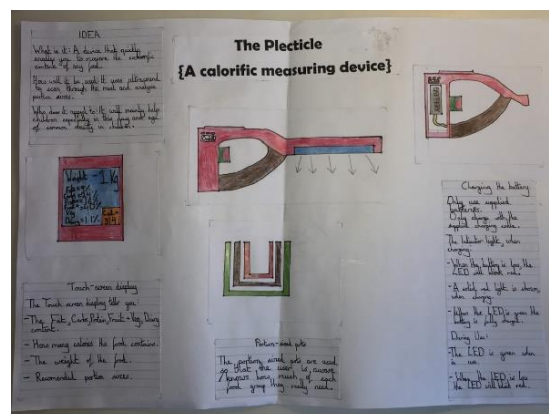 The Plecticle
{A calorific measuring device}
IDEA
What is it: A device that quickly
enables you to measure the calorific
content of any food.
How will it be used: It uses ultrasound
to scan through the meal and analyse
portion sizes.
Who does it appeal to: It will mainly help
children especially in this day and age
of common obesity in children.
Weight -1Kg
Touch-screen display
The Touch screen display tells you:
-The Fat, Carbs, Protein, Fruit + Veg, Dairy
content.
- How many calories the food contains.
- The weight of the food.
- Recomended portion sizes.
Portion-sized pots
The portion sized pots are used
so that the user is aware
/knows how much of each
food group they really need.
Charging the battery
Only use supplied
batteries.
Only charge with the
supplied charging cable.
The Indicator lights, when
charging.
-When the battery is low, the
LED will blink red.
-A solid red light is shown,
when charging.
-When the LED is green the
battery is fully charged.
During Use:
-The LED is green when
in use.
-When the LED is low
the LED will blink red.